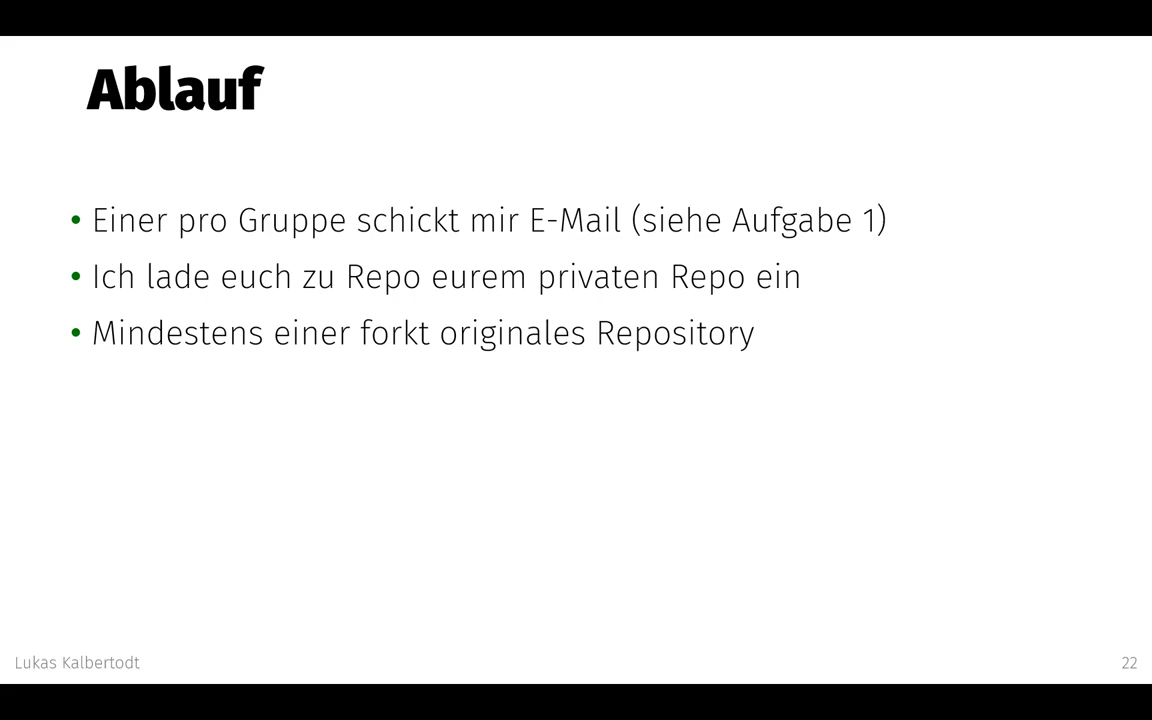 Ablauf
• Einer pro Gruppe schickt mir E-Mail (siehe Aufgabe 1)
• Ich lade euch zu Repo eurem privaten Repo ein
• Mindestens einer forkt originales Repository
Lukas Kalbertodt
22